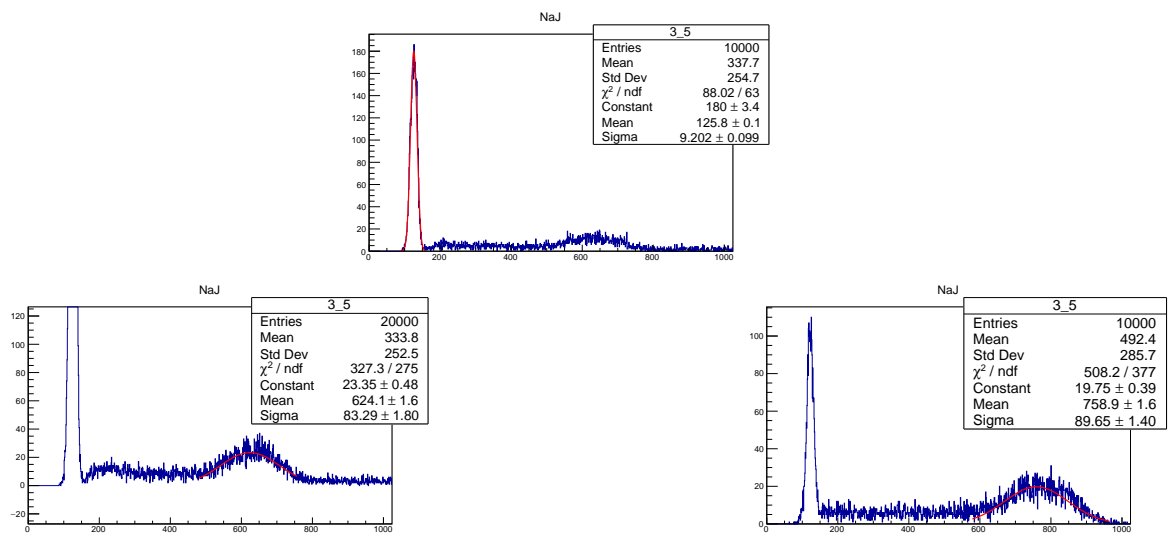 NaJ
3_5
Entries 10000
Mean 337.7
Std Dev 254.7
χ² / ndf 88.02 / 63
Constant 180 ± 3.4
Mean 125.8 ± 0.1
Sigma 9.202 ± 0.099
180
160
140
120
100
80
60
40
20
0
0 200 400 600 800 1000
NaJ
3_5
Entries 20000
Mean 333.8
Std Dev 252.5
χ² / ndf 327.3 / 275
Constant 23.35 ± 0.48
Mean 624.1 ± 1.6
Sigma 83.29 ± 1.80
120
100
80
60
40
20
0
−20
0 200 400 600 800 1000
NaJ
3_5
Entries 10000
Mean 492.4
Std Dev 285.7
χ² / ndf 508.2 / 377
Constant 19.75 ± 0.39
Mean 758.9 ± 1.6
Sigma 89.65 ± 1.40
100
80
60
40
20
0
0 200 400 600 800 1000